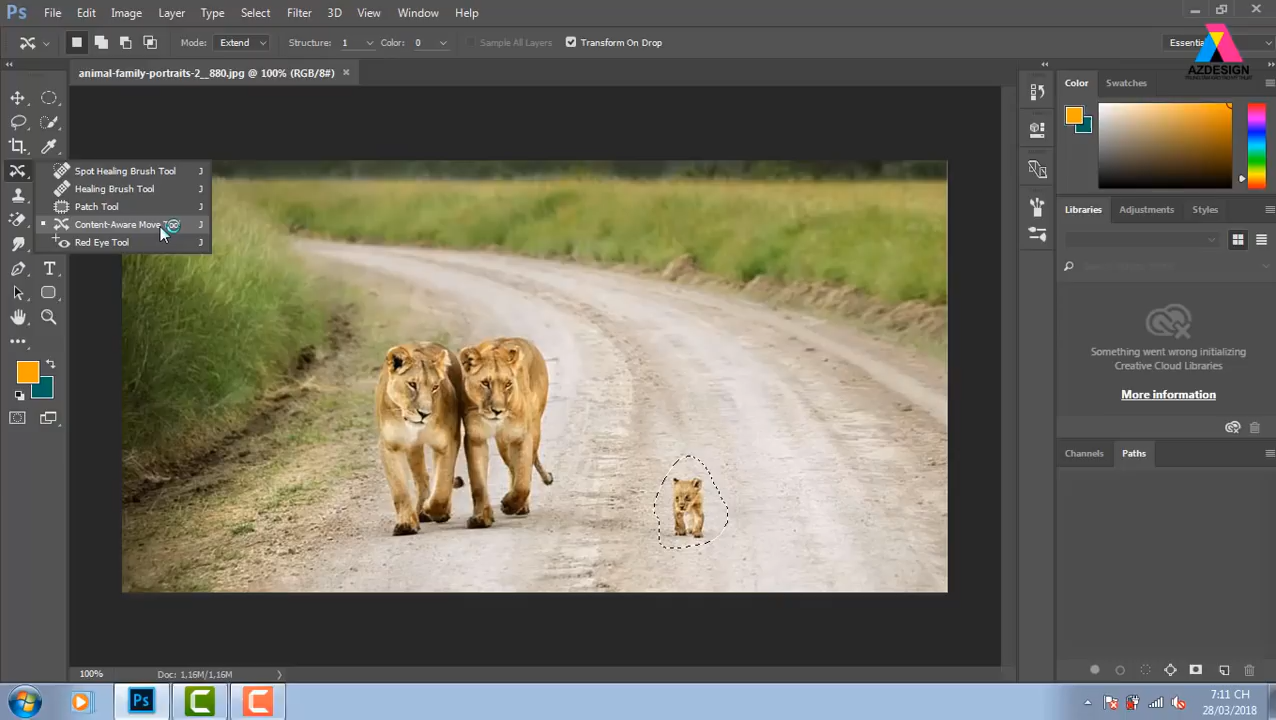 Ps File Edit Image Layer Type Select Filter 3D View Window Help
Mode: Extend Structure: 1 Color: 0 Sample All Layers Transform On Drop Essentia
AZDESIGN
animal-family-portraits-2__880.jpg @ 100% (RGB/8#) ×
Color Swatches
Spot Healing Brush Tool J
Healing Brush Tool J
Patch Tool J
Content-Aware Move Tool J
Red Eye Tool J
Libraries Adjustments Styles
Something went wrong initializing
Creative Cloud Libraries
More information
Channels Paths
100% Doc: 1,16M/1,16M
Ps
7:11 CH
28/03/2018